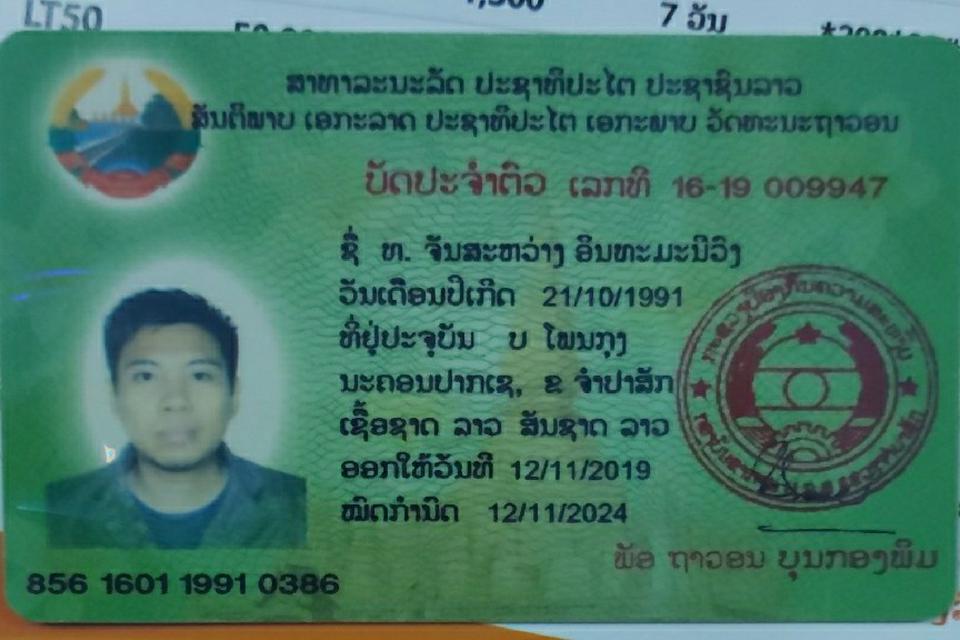 LT50
7 ວັນ
ສາທາລະນະລັດ ປະຊາທິປະໄຕ ປະຊາຊົນລາວ
ສັນຕິພາບ ເອກະລາດ ປະຊາທິປະໄຕ ເອກະພາບ ວັດທະນະຖາວອນ
ບັດປະຈຳຕົວ ເລກທີ 16-19 009947
ຊື່ ທ. ຈັນສະຫວ່າງ ອິນທະມະນີວົງ
ວັນເດືອນປີເກີດ 21/10/1991
ທີ່ຢູ່ປະຈຸບັນ ບ ໂພນກຸງ
ນະຄອນປາກເຊ, ຂ ຈຳປາສັກ
ເຊື້ອຊາດ ລາວ ສັນຊາດ ລາວ
ອອກໃຫ້ວັນທີ 12/11/2019
ໝົດກຳນົດ 12/11/2024
ພັອ ຖາວອນ ບຸນກອງພິມ
856 1601 1991 0386